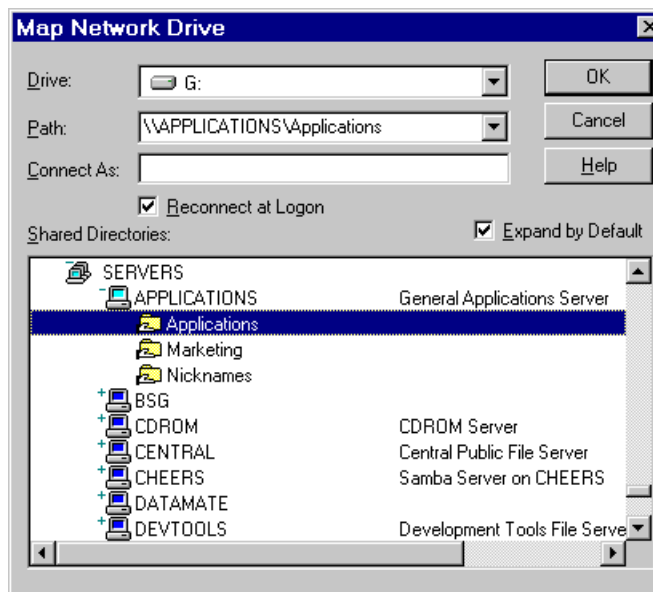 Map Network Drive
Drive: G: OK
Path: \\APPLICATIONS\Applications Cancel
Connect As: Help
Reconnect at Logon
Shared Directories: Expand by Default
SERVERS
APPLICATIONS General Applications Server
Applications
Marketing
Nicknames
BSG
CDROM CDROM Server
CENTRAL Central Public File Server
CHEERS Samba Server on CHEERS
DATAMATE
DEVTOOLS Development Tools File Serve